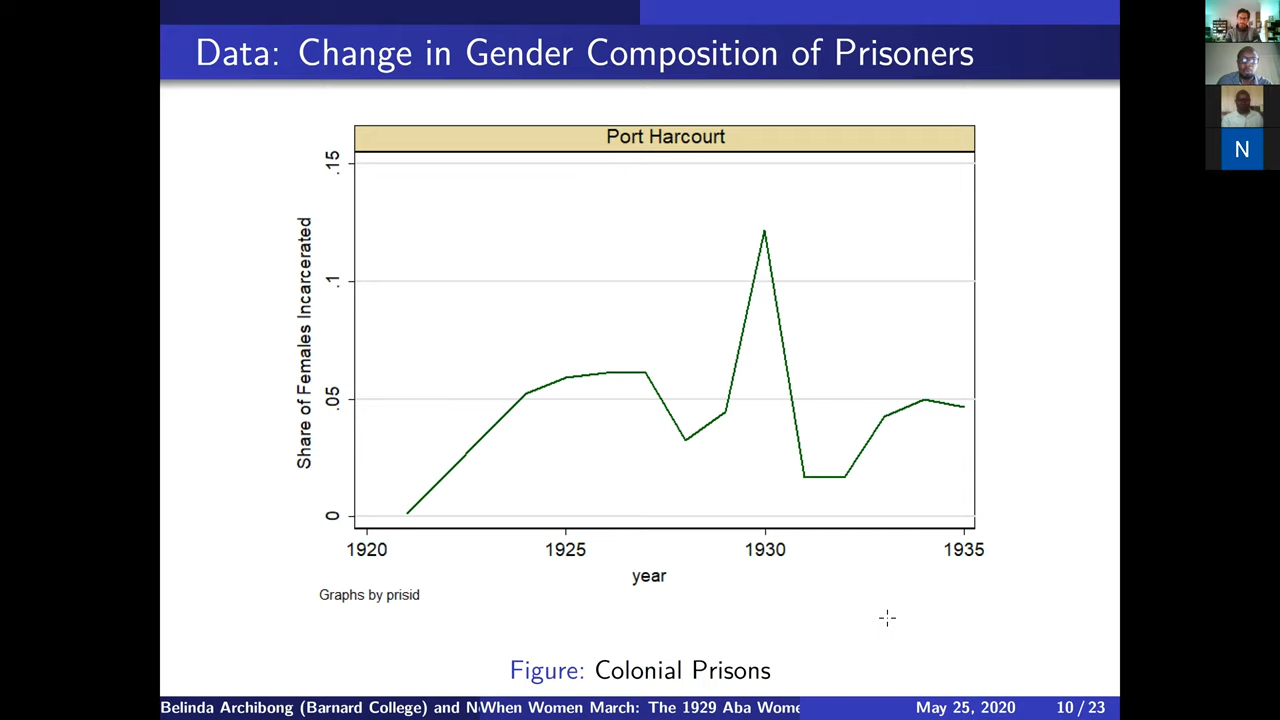 Data: Change in Gender Composition of Prisoners
Port Harcourt
Share of Females Incarcerated
.15
.1
.05
0
1920 1925 1930 1935
year
Graphs by prisid
Figure: Colonial Prisons
Belinda Archibong (Barnard College) and N When Women March: The 1929 Aba Wome May 25, 2020 10 / 23
N